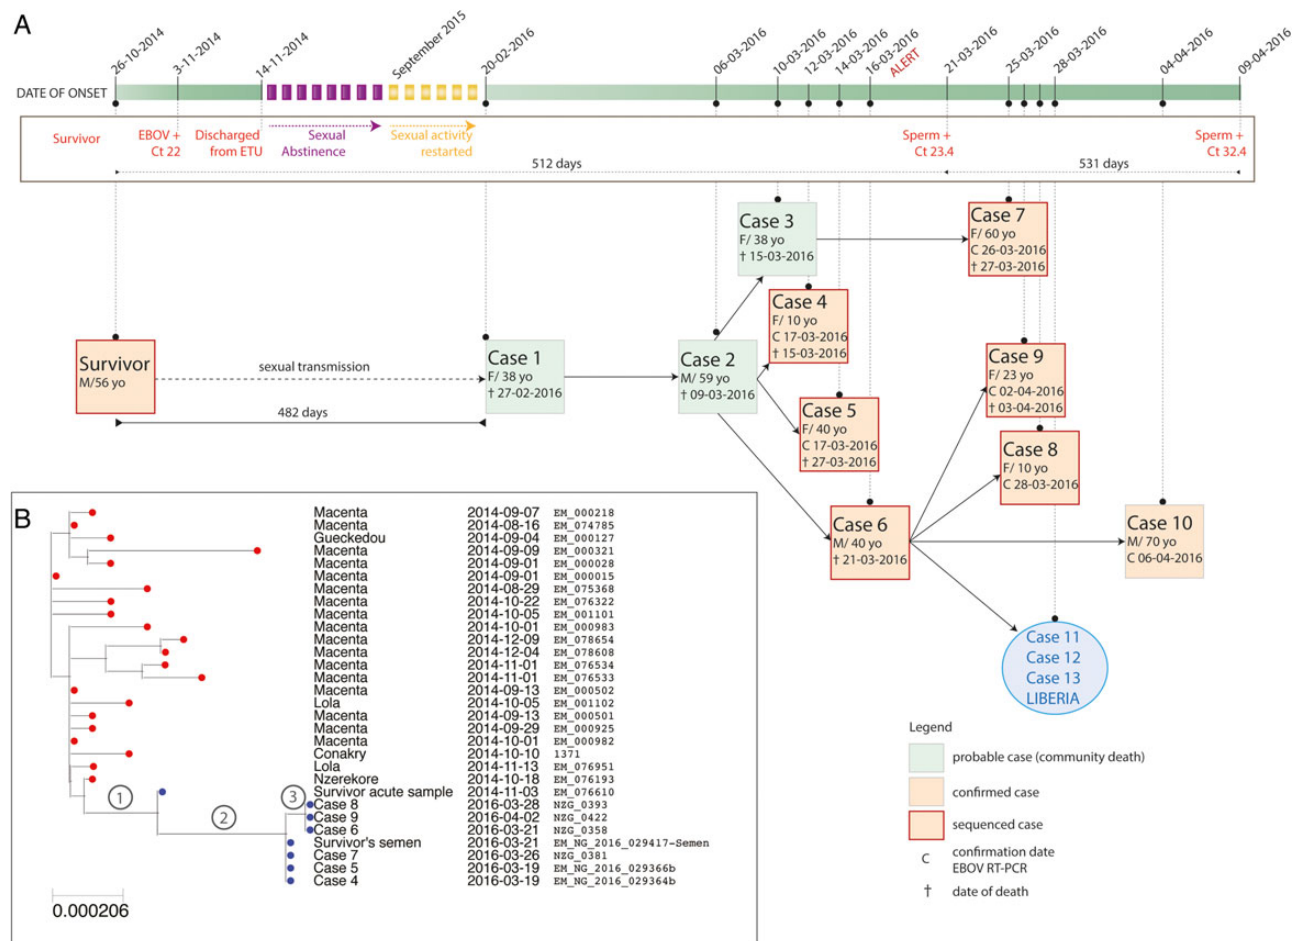 A
26-10-2014
3-11-2014
14-11-2014
September 2015
20-02-2016
06-03-2016
10-03-2016
12-03-2016
14-03-2016
16-03-2016
ALERT
21-03-2016
25-03-2016
28-03-2016
04-04-2016
09-04-2016
DATE OF ONSET
Survivor
EBOV +
Ct 22
Discharged
from ETU
Sexual
Abstinence
Sexual activity
restarted
Sperm +
Ct 23.4
Sperm +
Ct 32.4
512 days
531 days
Case 3
F/ 38 yo
† 15-03-2016
Case 7
F/ 60 yo
C 26-03-2016
† 27-03-2016
Case 4
F/ 10 yo
C 17-03-2016
† 15-03-2016
Survivor
M/56 yo
sexual transmission
482 days
Case 1
F/ 38 yo
† 27-02-2016
Case 2
M/ 59 yo
† 09-03-2016
Case 9
F/ 23 yo
C 02-04-2016
† 03-04-2016
Case 5
F/ 40 yo
C 17-03-2016
† 27-03-2016
Case 8
F/ 10 yo
C 28-03-2016
Case 6
M/ 40 yo
† 21-03-2016
Case 10
M/ 70 yo
C 06-04-2016
Case 11
Case 12
Case 13
LIBERIA
Legend
probable case (community death)
confirmed case
sequenced case
C confirmation date
EBOV RT-PCR
† date of death
B
Macenta 2014-09-07 EM_000218
Macenta 2014-08-16 EM_074785
Gueckedou 2014-09-04 EM_000127
Macenta 2014-09-09 EM_000321
Macenta 2014-09-01 EM_000028
Macenta 2014-09-01 EM_000015
Macenta 2014-08-29 EM_075368
Macenta 2014-10-22 EM_076322
Macenta 2014-10-05 EM_001101
Macenta 2014-10-01 EM_000983
Macenta 2014-12-09 EM_078654
Macenta 2014-12-04 EM_078608
Macenta 2014-11-01 EM_076534
Macenta 2014-11-01 EM_076533
Macenta 2014-09-13 EM_000502
Lola 2014-10-05 EM_001102
Macenta 2014-09-13 EM_000501
Macenta 2014-09-29 EM_000925
Macenta 2014-10-01 EM_000982
Conakry 2014-10-10 1371
Lola 2014-11-13 EM_076951
Nzerekore 2014-10-18 EM_076193
Survivor acute sample 2014-11-03 EM_076610
Case 8 2016-03-28 NZG_0393
Case 9 2016-04-02 NZG_0422
Case 6 2016-03-21 NZG_0358
Survivor's semen 2016-03-21 EM_NG_2016_029417-Semen
Case 7 2016-03-26 NZG_0381
Case 5 2016-03-19 EM_NG_2016_029366b
Case 4 2016-03-19 EM_NG_2016_029364b
1
2
3
0.000206